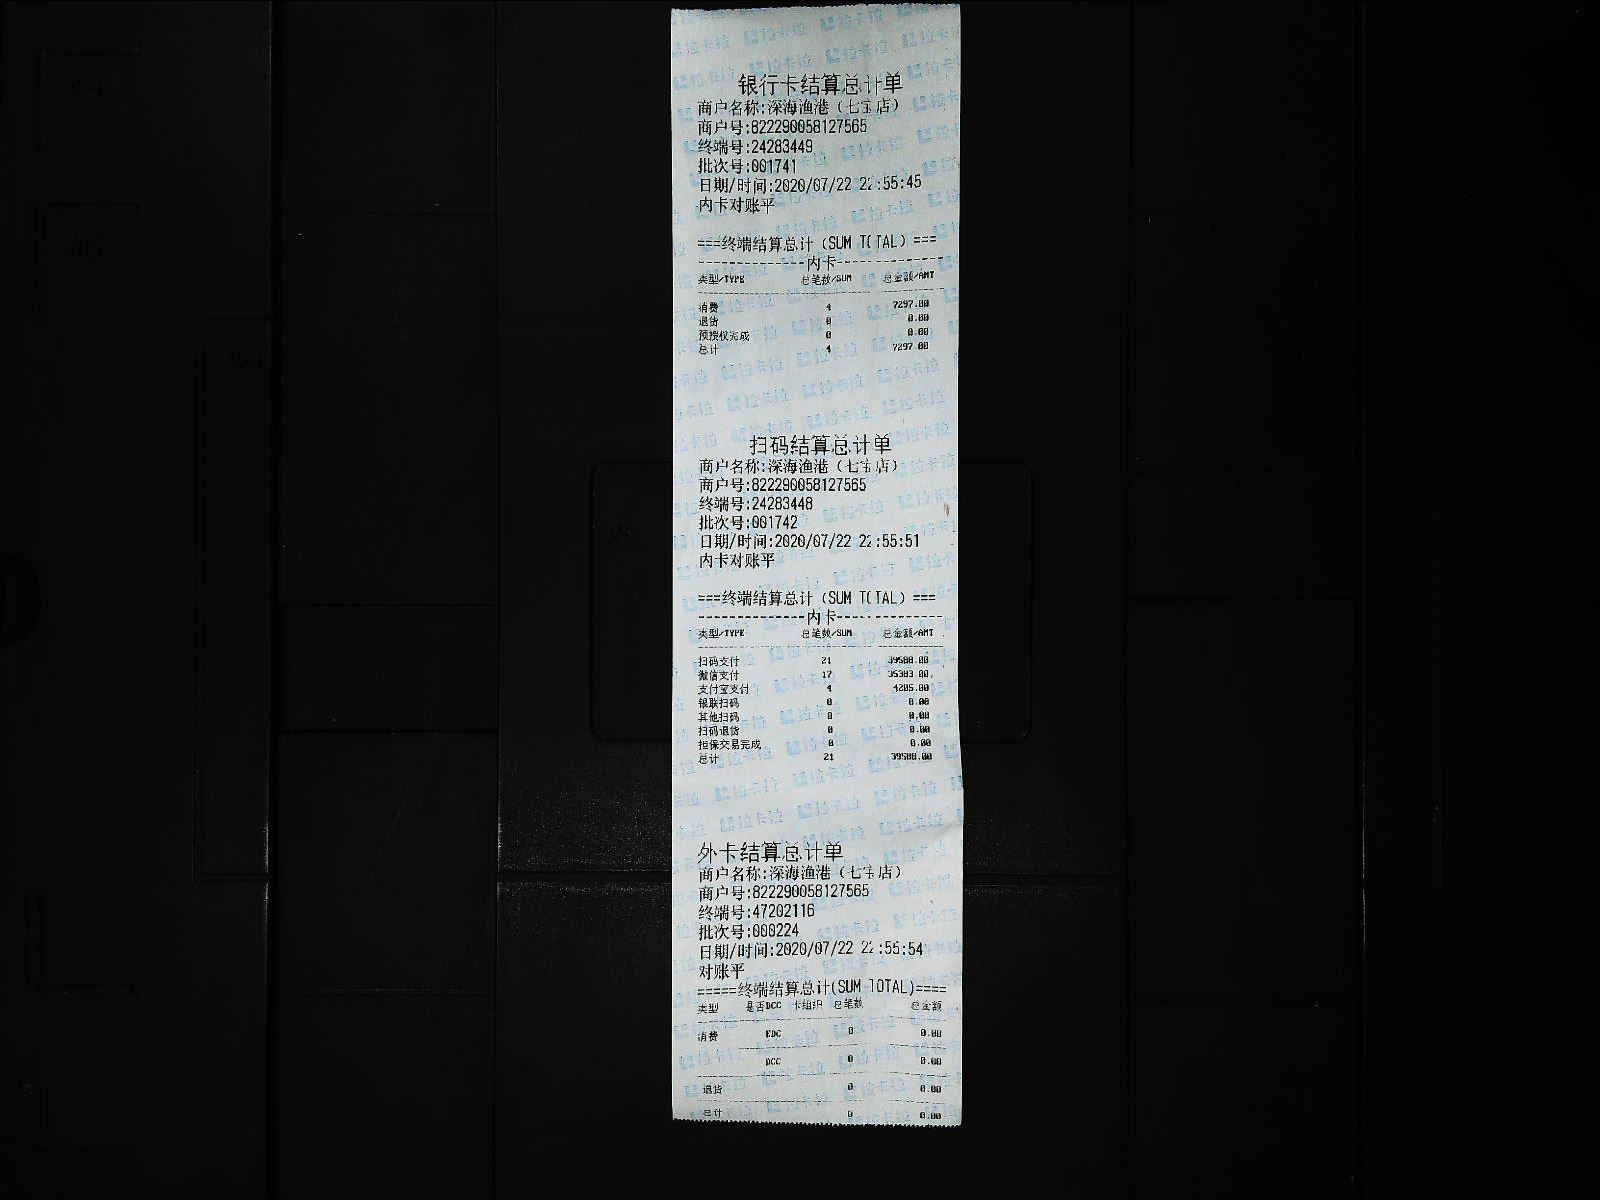 银行卡结算总计单
商户名称:深海渔港（七宝店）
商户号:822290058127565
终端号:24283449
批次号:001741
日期/时间:2020/07/22 22:55:45
内卡对账平
===终端结算总计（SUM TOTAL）===
--------------内卡--------------
类型/TYPE 总笔数/SUM 总金额/AMT
消费 4 7297.00
退货 0 0.00
预授权完成 0 0.00
总计 4 7297.00
扫码结算总计单
商户名称:深海渔港（七宝店）
商户号:822290058127565
终端号:24283448
批次号:001742
日期/时间:2020/07/22 22:55:51
内卡对账平
===终端结算总计（SUM TOTAL）===
--------------内卡--------------
类型/TYPE 总笔数/SUM 总金额/AMT
扫码支付 21
微信支付 17
支付宝支付 4
银联扫码 0 0.00
其他扫码 0 0.00
扫码退货 0 0.00
担保交易完成 0 0.00
总计 21
外卡结算总计单
商户名称:深海渔港（七宝店）
商户号:822290058127565
终端号:47202116
批次号:000224
日期/时间:2020/07/22 22:55:54
对账平
=====终端结算总计(SUM TOTAL)====
类型 是否DCC 卡组织 总笔数 总金额
消费 EDC 0 0.00
DCC 0 0.00
退货 0 0.00
总计 0 0.00